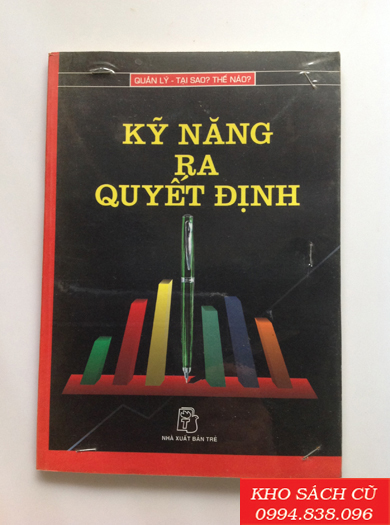 QUẢN LÝ - TẠI SAO? THẾ NÀO?
KỸ NĂNG
RA
QUYẾT ĐỊNH
NHÀ XUẤT BẢN TRẺ
KHO SÁCH CŨ
0994.838.096